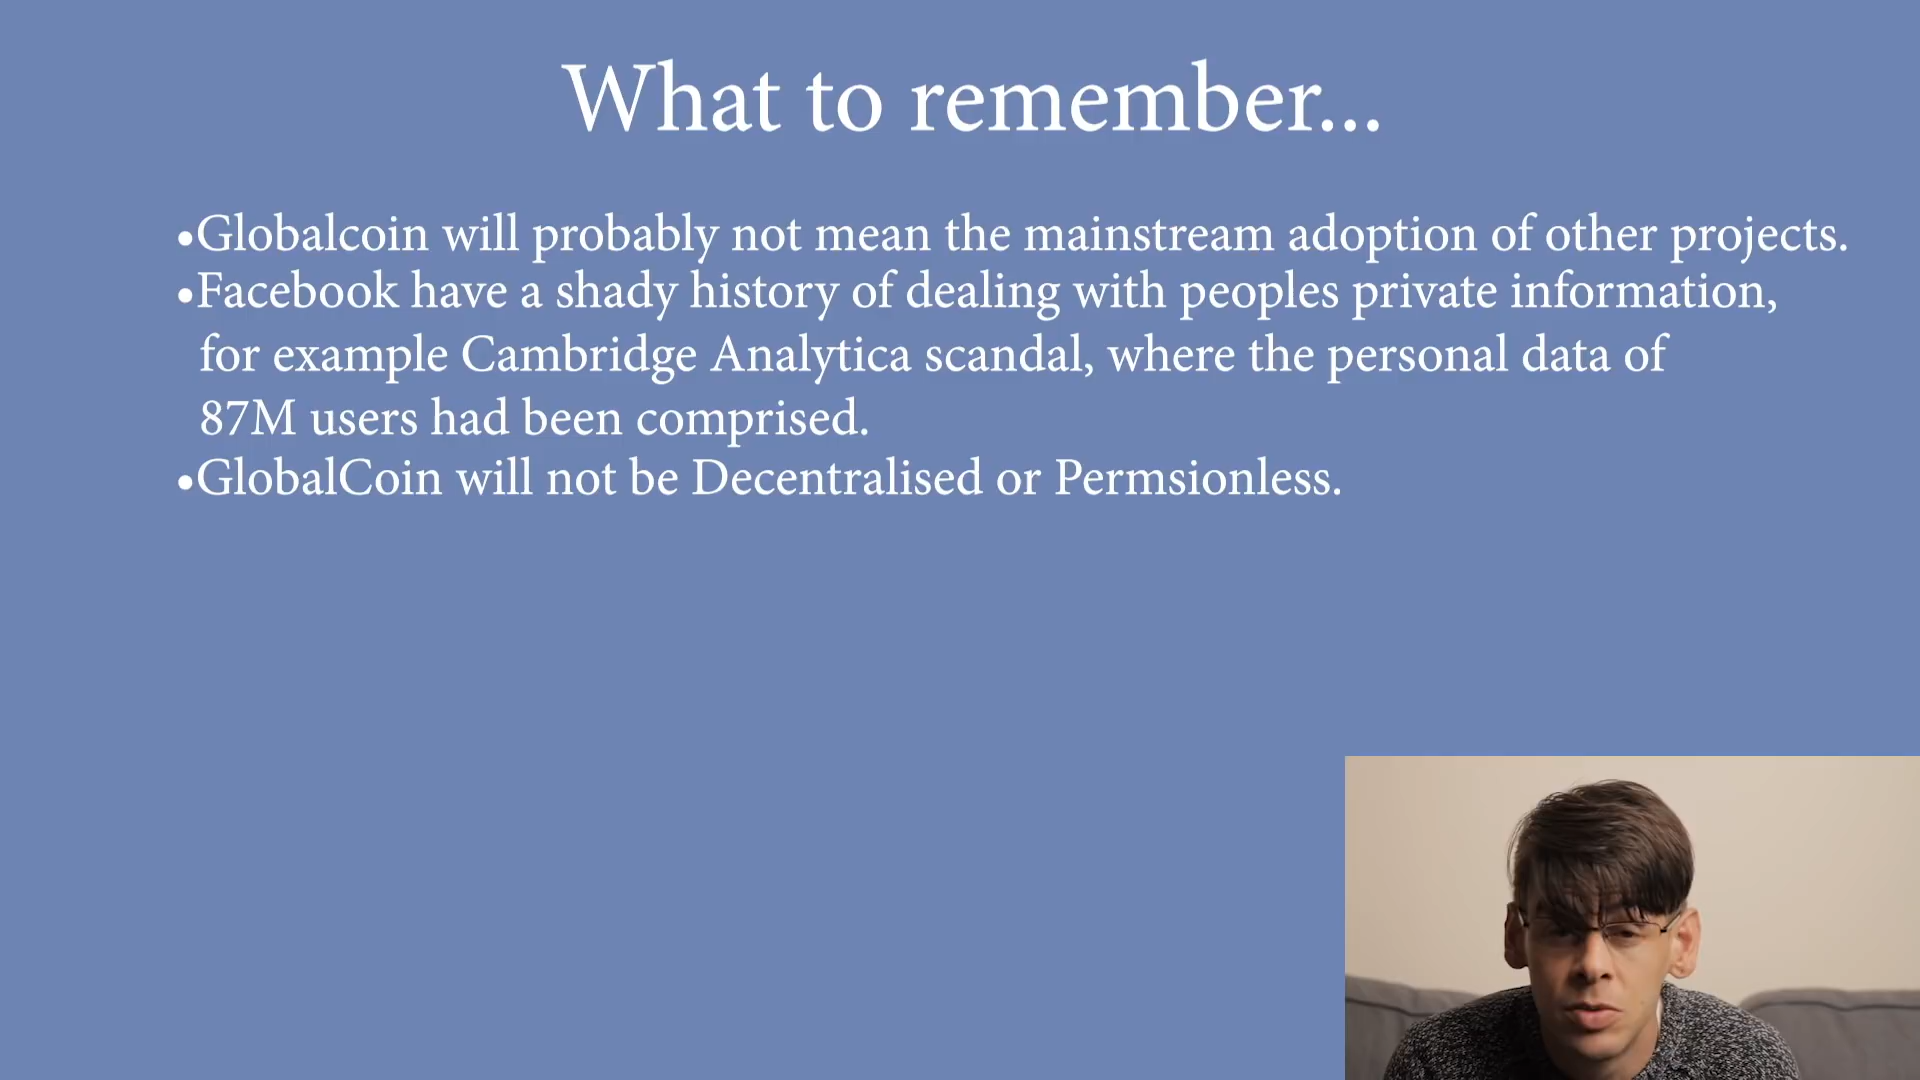 What to remember...
•Globalcoin will probably not mean the mainstream adoption of other projects.
•Facebook have a shady history of dealing with peoples private information,
for example Cambridge Analytica scandal, where the personal data of
87M users had been comprised.
•GlobalCoin will not be Decentralised or Permsionless.